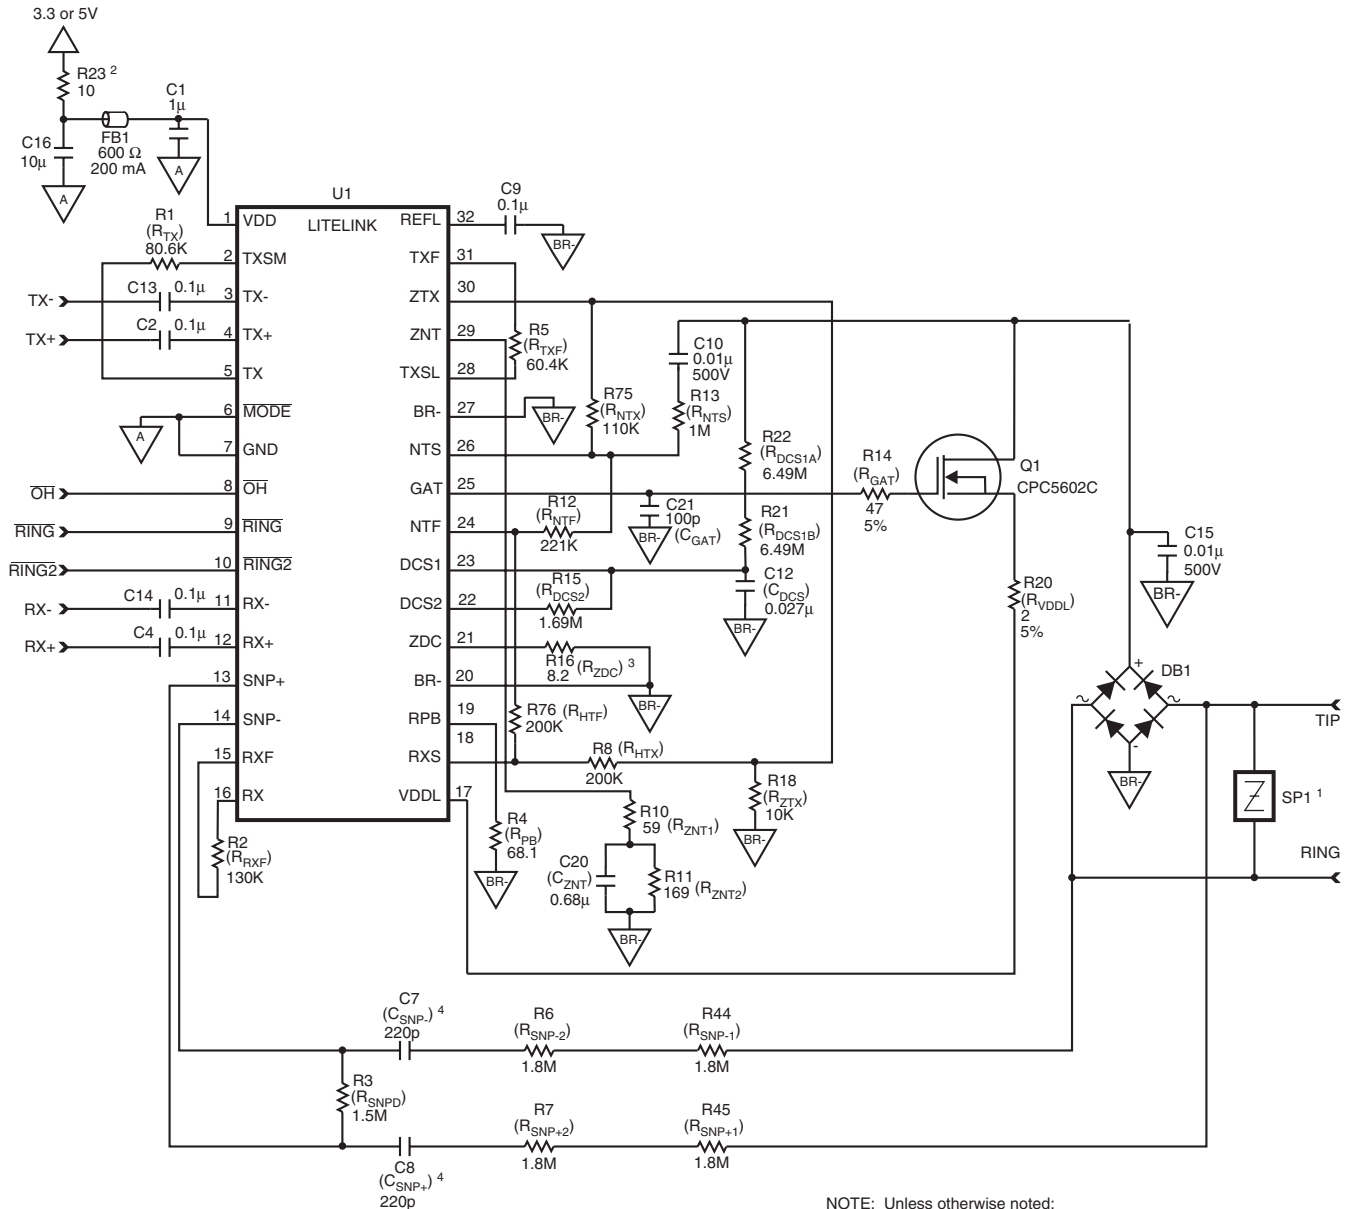 3.3 or 5V
R23 2
10
C1
1μ
C16
10μ
FB1
600 Ω
200 mA
A
A
U1
LITELINK
C9
0.1μ
BR-
R1
(RTX)
80.6K
1 VDD
2 TXSM
3 TX-
4 TX+
5 TX
6 MODE
7 GND
8 OH
9 RING
10 RING2
11 RX-
12 RX+
13 SNP+
14 SNP-
15 RXF
16 RX
REFL 32
TXF 31
ZTX 30
ZNT 29
TXSL 28
BR- 27
NTS 26
GAT 25
NTF 24
DCS1 23
DCS2 22
ZDC 21
BR- 20
RPB 19
RXS 18
VDDL 17
TX-
C13 0.1μ
TX+
C2 0.1μ
A
OH
RING
RING2
RX-
C14 0.1μ
RX+
C4 0.1μ
R2
(RRXF)
130K
R5
(RTXF)
60.4K
BR-
R75
(RNTX)
110K
C10
0.01μ
500V
R13
(RNTS)
1M
R22
(RDCS1A)
6.49M
R21
(RDCS1B)
6.49M
R14
(RGAT)
47
5%
Q1
CPC5602C
R12
(RNTF)
221K
C21
100p
(CGAT)
BR-
R15
(RDCS2)
1.69M
C12
(CDCS)
0.027μ
BR-
C15
0.01μ
500V
BR-
R20
(RVDDL)
2
5%
R16 (RZDC) 3
8.2
BR-
R76 (RHTF)
200K
R8 (RHTX)
200K
R18
(RZTX)
10K
BR-
R4
(RPB)
68.1
BR-
R10
59 (RZNT1)
C20
(CZNT)
0.68μ
R11
169 (RZNT2)
BR-
DB1
+
~
~
-
BR-
TIP
SP1 1
RING
C7
(CSNP-) 4
220p
R6
(RSNP-2)
1.8M
R44
(RSNP-1)
1.8M
R3
(RSNPD)
1.5M
C8
(CSNP+) 4
220p
R7
(RSNP+2)
1.8M
R45
(RSNP+1)
1.8M
NOTE: Unless otherwise noted: